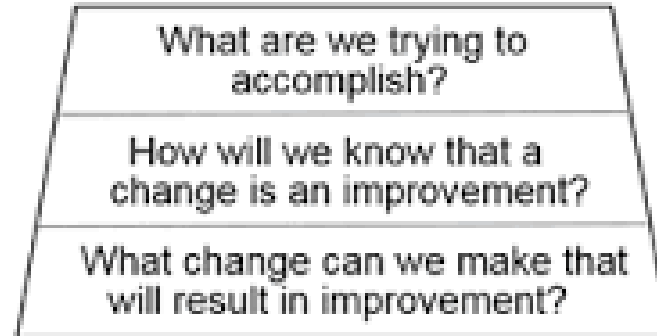 What are we trying to
accomplish?
How will we know that a
change is an improvement?
What change can we make that
will result in improvement?